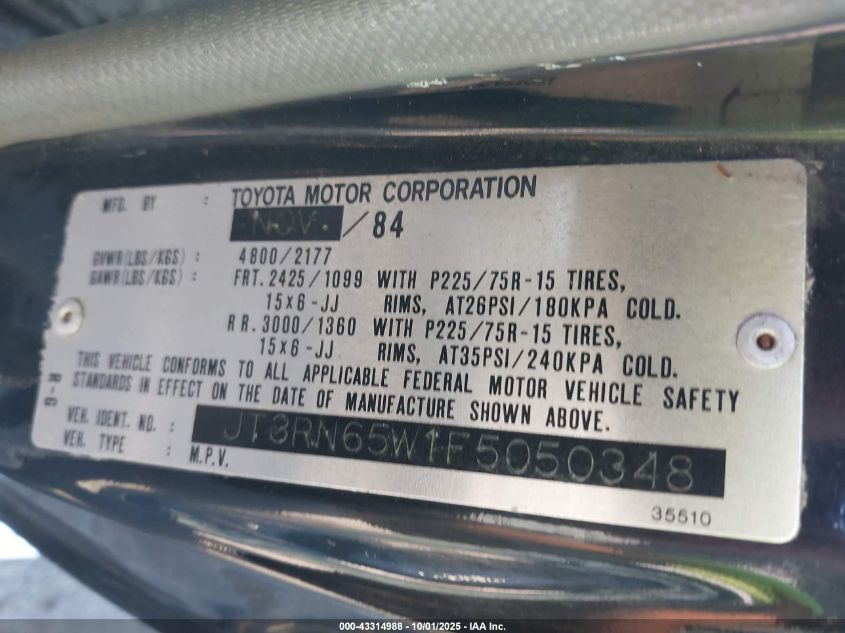 MFD. BY : TOYOTA MOTOR CORPORATION
NOV. / 84
GVWR(LBS/KGS) : 4800/2177
GAWR(LBS/KGS) : FRT. 2425/1099 WITH P225/75R-15 TIRES,
15X6-JJ RIMS, AT26PSI/180KPA COLD.
RR. 3000/1360 WITH P225/75R-15 TIRES,
15X6-JJ RIMS, AT35PSI/240KPA COLD.
THIS VEHICLE CONFORMS TO ALL APPLICABLE FEDERAL MOTOR VEHICLE SAFETY
STANDARDS IN EFFECT ON THE DATE OF MANUFACTURE SHOWN ABOVE.
R-6
VEH. IDENT. NO. : JT3RN65W1F5050348
VEH. TYPE : M.P.V.
35510
000-43314988 - 10/01/2025 - IAA Inc.